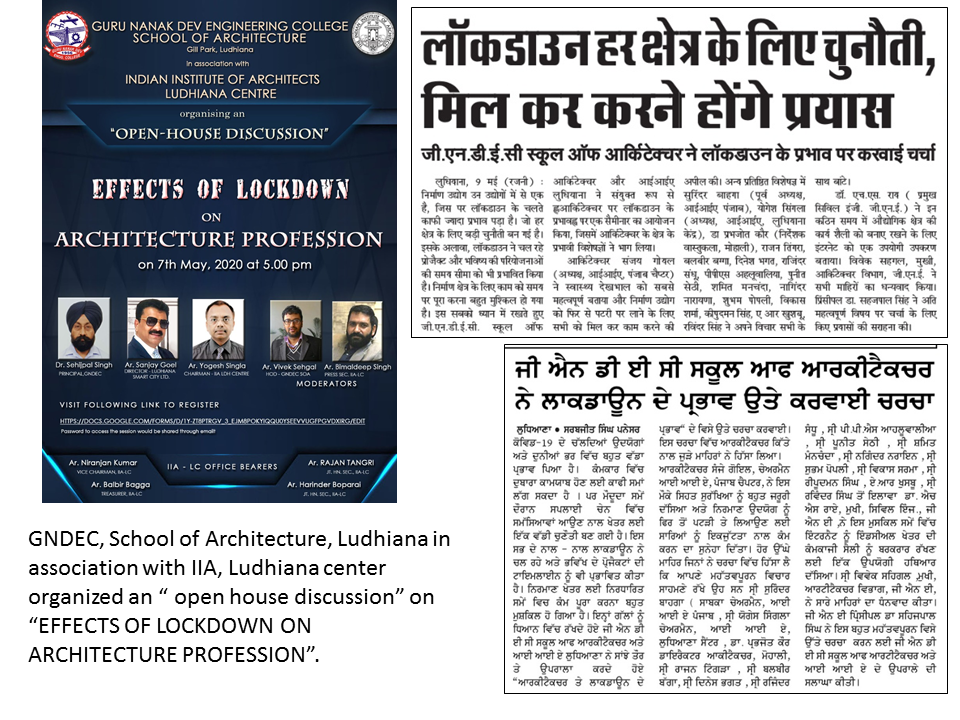 GURU NANAK DEV ENGINEERING COLLEGE
SCHOOL OF ARCHITECTURE
Gill Park, Ludhiana
in association with
INDIAN INSTITUTE OF ARCHITECTS
LUDHIANA CENTRE
organising an
"OPEN-HOUSE DISCUSSION"
EFFECTS OF LOCKDOWN
ON
ARCHITECTURE PROFESSION
on 7th May, 2020 at 5.00 pm
Dr. Sehijpal Singh
PRINCIPAL GNDEC
Ar. Sanjay Goel
DIRECTOR - LUDHIANA
SMART CITY LTD.
Ar. Yogesh Singla
CHAIRMAN - IIA LDH CENTRE
Ar. Vivek Sehgal
HOD - GNDEC SOA
Ar. Bimaldeep Singh
PRESS SEC. IIA-LC
MODERATORS
VISIT FOLLOWING LINK TO REGISTER
Password to access the session would be shared through email!
Ar. Niranjan Kumar
VICE CHAIRMAN, IIA-LC
Ar. Balbir Bagga
TREASURER, IIA-LC
IIA - LC OFFICE BEARERS
Ar. RAJAN TANGRI
JT. HN. SEC., IIA-LC
Ar. Harinder Boparai
JT. HN. SEC., IIA-LC
लॉकडाउन हर क्षेत्र के लिए चुनौती,
मिल कर करने होंगे प्रयास
जी.एन.डी.ई.सी स्कूल ऑफ आर्किटेक्चर ने लॉकडाउन के प्रभाव पर करवाई चर्चा
लुधियाना, 9 मई (रजनी) :
निर्माण उद्योग उन उद्योगों में से एक
है, जिस पर लॉकडाउन के चलते
काफी ज्यादा प्रभाव पड़ा है। जो हर
क्षेत्र के लिए बड़ी चुनौती बन गई है।
इसके अलावा, लॉकडाउन ने चल रहे
प्रोजैक्ट और भविष्य की परियोजनाओं
की समय सीमा को भी प्रभावित किया
है। निर्माण क्षेत्र के लिए काम को समय
पर पूरा करना बहुत मुश्किल हो गया
है। इस सबको ध्यान में रखते हुए
जी.एन.डी.ई.सी. स्कूल ऑफ
आर्किटेक्चर और आईआईए
लुधियाना ने संयुक्त रूप से
ह्लआर्किटेक्चर पर लॉकडाउन के
प्रभावह्व पर एक सैमीनार का आयोजन
किया, जिसमें आर्किटेक्चर के क्षेत्र के
प्रभावी विशेषज्ञों ने भाग लिया।
आर्किटेक्चर संजय गोयल
(अध्यक्ष, आईआईए, पंजाब चैप्टर)
ने स्वास्थ्य देखभाल को सबसे
महत्वपूर्ण बताया और निर्माण उद्योग
को फिर से पटरी पर लाने के लिए
सभी को मिल कर काम करने की
अपील की। अन्य प्रतिष्ठित विशेषज्ञ में
सुरिंदर बाहगा (पूर्व अध्यक्ष,
आईआईए पंजाब), योगेश सिंगला
(अध्यक्ष, आईआईए, लुधियाना
केंद्र), डा प्रभजोत कौर (निर्देशक
वास्तुकला, मोहाली), राजन तिंगरा,
बलबीर बग्गा, दिनेश भगत, रजिंदर
संधू, पीपीएस अहलूवालिया, पुनीत
सेठी, शमित मनचंदा, नागिंदर
नारायणा, शुभम पोपली, विकास
शर्मा, कीपुदमन सिंह, ए आर खुशबू,
रविंदर सिंह ने अपने विचार सभी के
साथ बांटे।
डॉ. एच.एस. राय ( प्रमुख
सिविल इंजी. जी.एन.ई.) ने इन
कठिन समय में औद्योगिक क्षेत्र की
कार्य शैली को बनाए रखने के लिए
इंटरनेट को एक उपयोगी उपकरण
बताया। विवेक सहगल, मुखी,
आर्किटेक्चर विभाग, जी.एन.ई. ने
सभी माहिरों का धन्यवाद किया।
प्रिंसीपल डा. सहजपाल सिंह ने अति
महत्वपूर्ण विषय पर चर्चा के लिए
किए प्रयासों की सराहना की।
ਜੀ ਐਨ ਡੀ ਈ ਸੀ ਸਕੂਲ ਆਫ ਆਰਕੀਟੈਕਚਰ
ਨੇ ਲਾਕਡਾਊਨ ਦੇ ਪ੍ਰਭਾਵ ਉਤੇ ਕਰਵਾਈ ਚਰਚਾ
ਲੁਧਿਆਣਾ • ਸਰਬਜੀਤ ਸਿੰਘ ਪਨੇਸਰ
ਕੋਵਿਡ-19 ਦੇ ਚੱਲਦਿਆਂ ਉਦਯੋਗਾਂ
ਅਤੇ ਦੁਨੀਆਂ ਭਰ ਵਿੱਚ ਬਹੁਤ ਵੱਡਾ
ਪ੍ਰਭਾਵ ਪਿਆ ਹੈ। ਕੰਮਕਾਰ ਵਿੱਚ
ਦੁਬਾਰਾ ਕਾਮਯਾਬ ਹੋਣ ਲਈ ਕਾਫੀ ਸਮਾਂ
ਲੱਗ ਸਕਦਾ ਹੈ । ਪਰ ਮੌਜੂਦਾ ਸਮੇਂ
ਦੌਰਾਨ ਸਪਲਾਈ ਚੇਨ ਵਿੱਚ
ਸਮੱਸਿਆਵਾਂ ਆਉਣ ਨਾਲ ਖੇਤਰ ਲਈ
ਇੱਕ ਵੱਡੀ ਚੁਣੌਤੀ ਬਣ ਗਈ ਹੈ। ਇਸ
ਸਭ ਦੇ ਨਾਲ - ਨਾਲ ਲਾਕਡਾਊਨ ਨੇ
ਚਲ ਰਹੇ ਅਤੇ ਭਵਿੱਖ ਦੇ ਪ੍ਰੋਜੈਕਟਾਂ ਦੀ
ਟਾਈਮਲਾਈਨ ਨੂੰ ਵੀ ਪ੍ਰਭਾਵਿਤ ਕੀਤਾ
ਹੈ। ਨਿਰਮਾਣ ਖੇਤਰ ਲਈ ਨਿਰਧਾਰਿਤ
ਸਮੇਂ ਵਿਚ ਕੰਮ ਪੂਰਾ ਕਰਨਾ ਬਹੁਤ
ਮੁਸ਼ਕਿਲ ਹੋ ਗਿਆ ਹੈ। ਇਨ੍ਹਾਂ ਗੱਲਾਂ ਨੂੰ
ਧਿਆਨ ਵਿੱਚ ਰੱਖਦੇ ਹੋਏ ਜੀ ਐਨ ਡੀ
ਈ ਸੀ ਸਕੂਲ ਆਫ ਆਰਕੀਟੈਕਚਰ ਅਤੇ
ਆਈ ਆਈ ਏ ਲੁਧਿਆਣਾ ਨੇ ਸਾਂਝੇ ਤੌਰ
ਤੇ ਉਪਰਾਲਾ ਕਰਦੇ ਹੋਏ
"ਆਰਕੀਟੈਕਚਰ ਤੇ ਲਾਕਡਾਊਨ ਦੇ
ਪ੍ਰਭਾਵ" ਦੇ ਵਿਸੇ ਉਤੇ ਚਰਚਾ ਕਰਵਾਈ।
ਇਸ ਚਰਚਾ ਵਿੱਚ ਆਰਕੀਟੈਕਚਰ ਕਿੱਤੇ
ਨਾਲ ਜੁੜੇ ਮਾਹਿਰਾਂ ਨੇ ਹਿੱਸਾ ਲਿਆ।
ਆਰਕੀਟੈਕਚਰ ਸੰਜੇ ਗੋਇਲ, ਚੇਅਰਮੈਨ
ਆਈ ਆਈ ਏ, ਪੰਜਾਬ ਚੈਪਟਰ, ਨੇ ਇਸ
ਮੌਕੇ ਸਿਹਤ ਸੁਰੱਖਿਆ ਨੂੰ ਬਹੁਤ ਜਰੂਰੀ
ਦੱਸਿਆ ਅਤੇ ਨਿਰਮਾਣ ਉਦਯੋਗ ਨੂੰ
ਫਿਰ ਤੋਂ ਪਟੜੀ ਤੇ ਲਿਆਉਣ ਲਈ
ਸਾਰਿਆਂ ਨੂੰ ਇਕਜੁੱਟਤਾ ਨਾਲ ਕੰਮ
ਕਰਨ ਦਾ ਸੁਨੇਹਾ ਦਿੱਤਾ। ਹੋਰ ਉੱਘੇ
ਮਾਹਿਰ ਜਿਨਾਂ ਨੇ ਚਰਚਾ ਵਿੱਚ ਹਿੱਸਾ ਲੈ
ਕਿ ਆਪਣੇ ਮਹੱਤਵਪੂਰਨ ਵਿਚਾਰ
ਸਾਹਮਣੇ ਰੱਖੇ ਉਹ ਸਨ ਸ੍ਰੀ ਸੁਰਿੰਦਰ
ਬਾਹਗਾ ( ਸਾਬਕਾ ਚੇਅਰਮੈਨ, ਆਈ
ਆਈ ਏ ਪੰਜਾਬ , ਸ੍ਰੀ ਯੋਗੇਸ ਸਿੰਗਲਾ
ਚੇਅਰਮੈਨ, ਆਈ ਆਈ ਏ,
ਲੁਧਿਆਣਾ ਸੈਂਟਰ , ਡਾ. ਪ੍ਰਭਜੋਤ ਕੌਰ
ਡਾਇਰੈਕਟਰ ਆਕੀਟੈਕਚਰ, ਮੋਹਾਲੀ,
ਸ੍ਰੀ ਰਾਜਨ ਟਿੰਗੜਾ , ਸ੍ਰੀ ਬਲਬੀਰ
ਬੱਗਾ, ਸ੍ਰੀ ਦਿਨੇਸ ਭਗਤ , ਸ੍ਰੀ ਰਜਿੰਦਰ
ਸੰਧੂ , ਸ੍ਰੀ ਪੀ.ਪੀ.ਐਸ ਆਹਲੂਵਾਲੀਆ
, ਸ੍ਰੀ ਪੂਨੀਤ ਸੇਠੀ , ਸ੍ਰੀ ਸ਼ਮਿਤ
ਮੰਨਚੰਦਾ , ਸ੍ਰੀ ਨਗਿੰਦਰ ਨਰਾਇਨ , ਸ੍ਰੀ
ਸੁਭਮ ਪੋਪਲੀ , ਸ੍ਰੀ ਵਿਕਾਸ ਸਰਮਾ , ਸ੍ਰੀ
ਰੀਪੂਦਮਨ ਸਿੰਘ , ਏ.ਆਰ ਖੁਸਬੂ , ਸ੍ਰੀ
ਰਵਿੰਦਰ ਸਿੰਘ ਤੋਂ ਇਲਾਵਾ ਡਾ. ਐਚ
ਐਸ ਰਾਏ, ਮੁਖੀ, ਸਿਵਿਲ ਇੰਜ., ਜੀ
ਐਨ ਈ ,ਨੇ ਇਸ ਮੁਸਕਿਲ ਸਮੇਂ ਵਿੱਚ
ਇੰਟਰਨੈਟ ਨੂੰ ਇੰਡਸੀਅਲ ਖੇਤਰ ਦੀ
ਕੰਮਕਾਜੀ ਸੈਲੀ ਨੂੰ ਬਰਕਰਾਰ ਰੱਖਣ
ਲਈ ਇੱਕ ਉਪਯੋਗੀ ਹਥਿਆਰ
ਦੱਸਿਆ। ਸ੍ਰੀ ਵਿਵੇਕ ਸਹਿਗਲ ,ਮੁਖੀ,
ਆਰਟੀਟੈਕਚਰ ਵਿਭਾਗ, ਜੀ ਐਨ ਈ,
ਨੇ ਸਾਰੇ ਮਾਹਿਰਾਂ ਦਾ ਧੰਨਵਾਦ ਕੀਤਾ।
ਜੀ ਐਨ ਈ ਪ੍ਰਿੰਸੀਪਲ ਡਾ ਸਹਿਜਪਾਲ
ਸਿੰਘ ਨੇ ਇਸ ਬਹੁਤ ਮਹੱਤਵਪੂਰਨ ਵਿਸੇ
ਉੱਤੇ ਚਰਚਾ ਕਰਨ ਲਈ ਜੀ ਐਨ ਡੀ
ਈ ਸੀ ਸਕੂਲ ਆਫ ਆਰਟੀਟੈਕਚਰ ਅਤੇ
ਆਈ ਆਈ ਏ ਦੇ ਉਪਰਾਲੇ ਦੀ
ਸਲਾਘਾ ਕੀਤੀ।
GNDEC, School of Architecture, Ludhiana in
association with IIA, Ludhiana center
organized an “ open house discussion” on
“EFFECTS OF LOCKDOWN ON
ARCHITECTURE PROFESSION”.